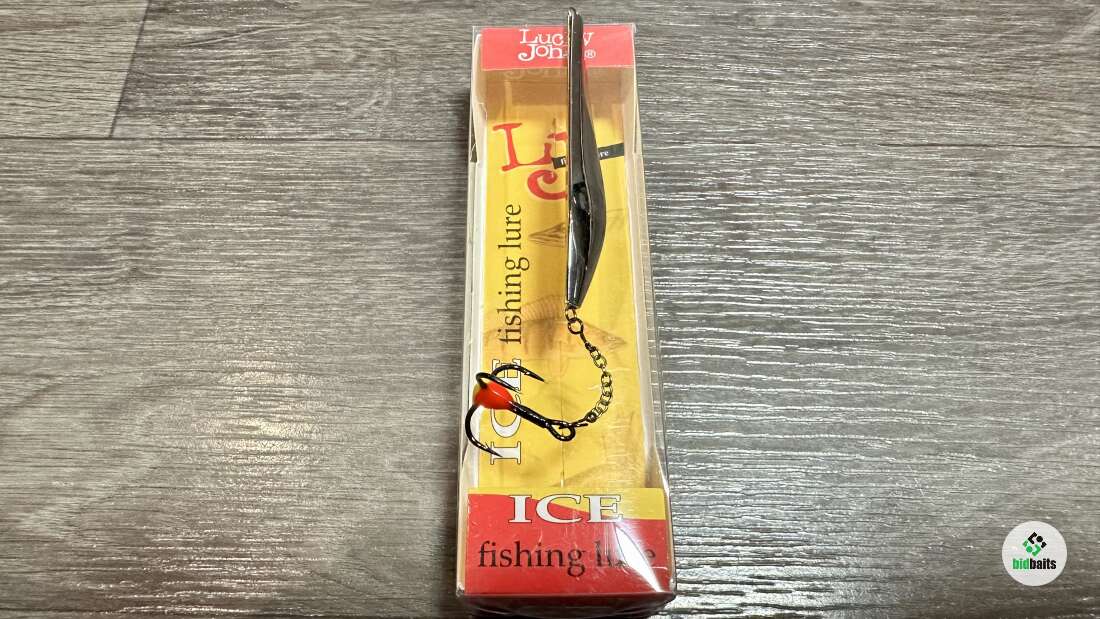 Lucky
John®
fishing lure
ICE
ICE
fishing lure
bidbaits